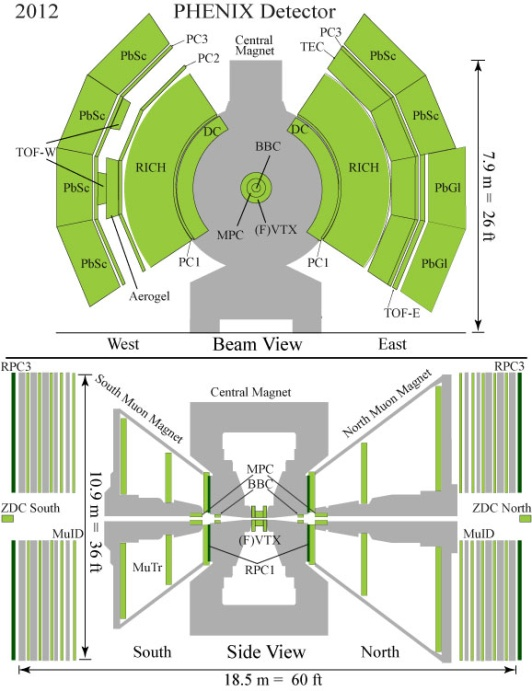 2012
PHENIX Detector
Central
Magnet
PC3
PC2
PbSc
PbSc
TOF-W
PbSc
PbSc
RICH
DC
Aerogel
PC1
BBC
MPC
(F)VTX
PC3
TEC
DC
RICH
PbSc
PbSc
PbGl
PbGl
PC1
TOF-E
7.9 m = 26 ft
West
Beam View
East
RPC3
South Muon Magnet
Central Magnet
North Muon Magnet
RPC3
MPC
BBC
ZDC South
ZDC North
MuID
(F)VTX
MuID
10.9 m = 36 ft
MuTr
RPC1
South
Side View
North
18.5 m = 60 ft